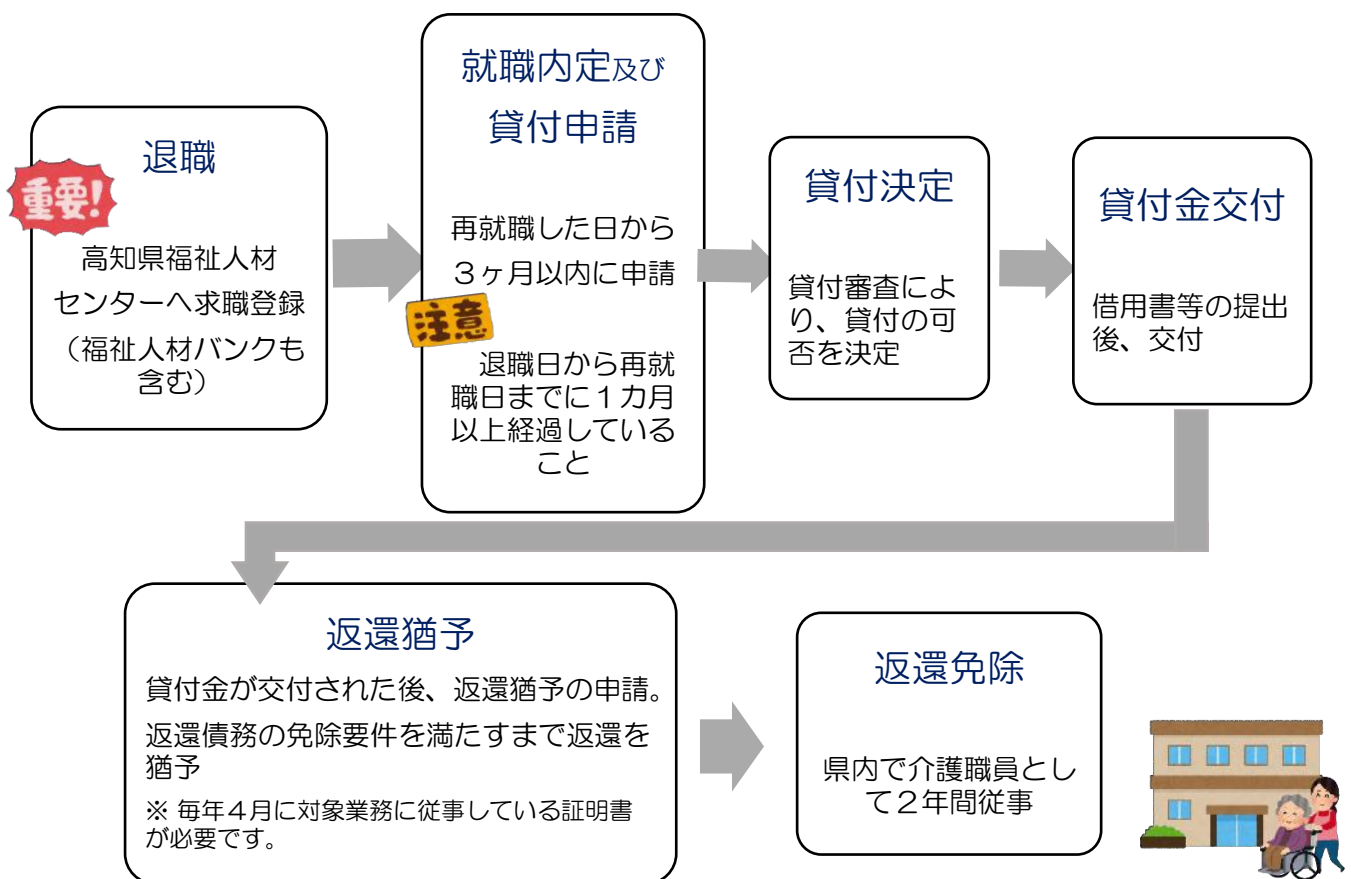 退職
重要!
高知県福祉人材
センターへ求職登録
（福祉人材バンクも
含む）
就職内定及び
貸付申請
再就職した日から
３ヶ月以内に申請
注意
退職日から再就
職日までに１カ月
以上経過している
こと
貸付決定
貸付審査によ
り、貸付の可
否を決定
貸付金交付
借用書等の提出
後、交付
返還猶予
貸付金が交付された後、返還猶予の申請。
返還債務の免除要件を満たすまで返還を
猶予
※ 毎年４月に対象業務に従事している証明書
が必要です。
返還免除
県内で介護職員とし
て２年間従事